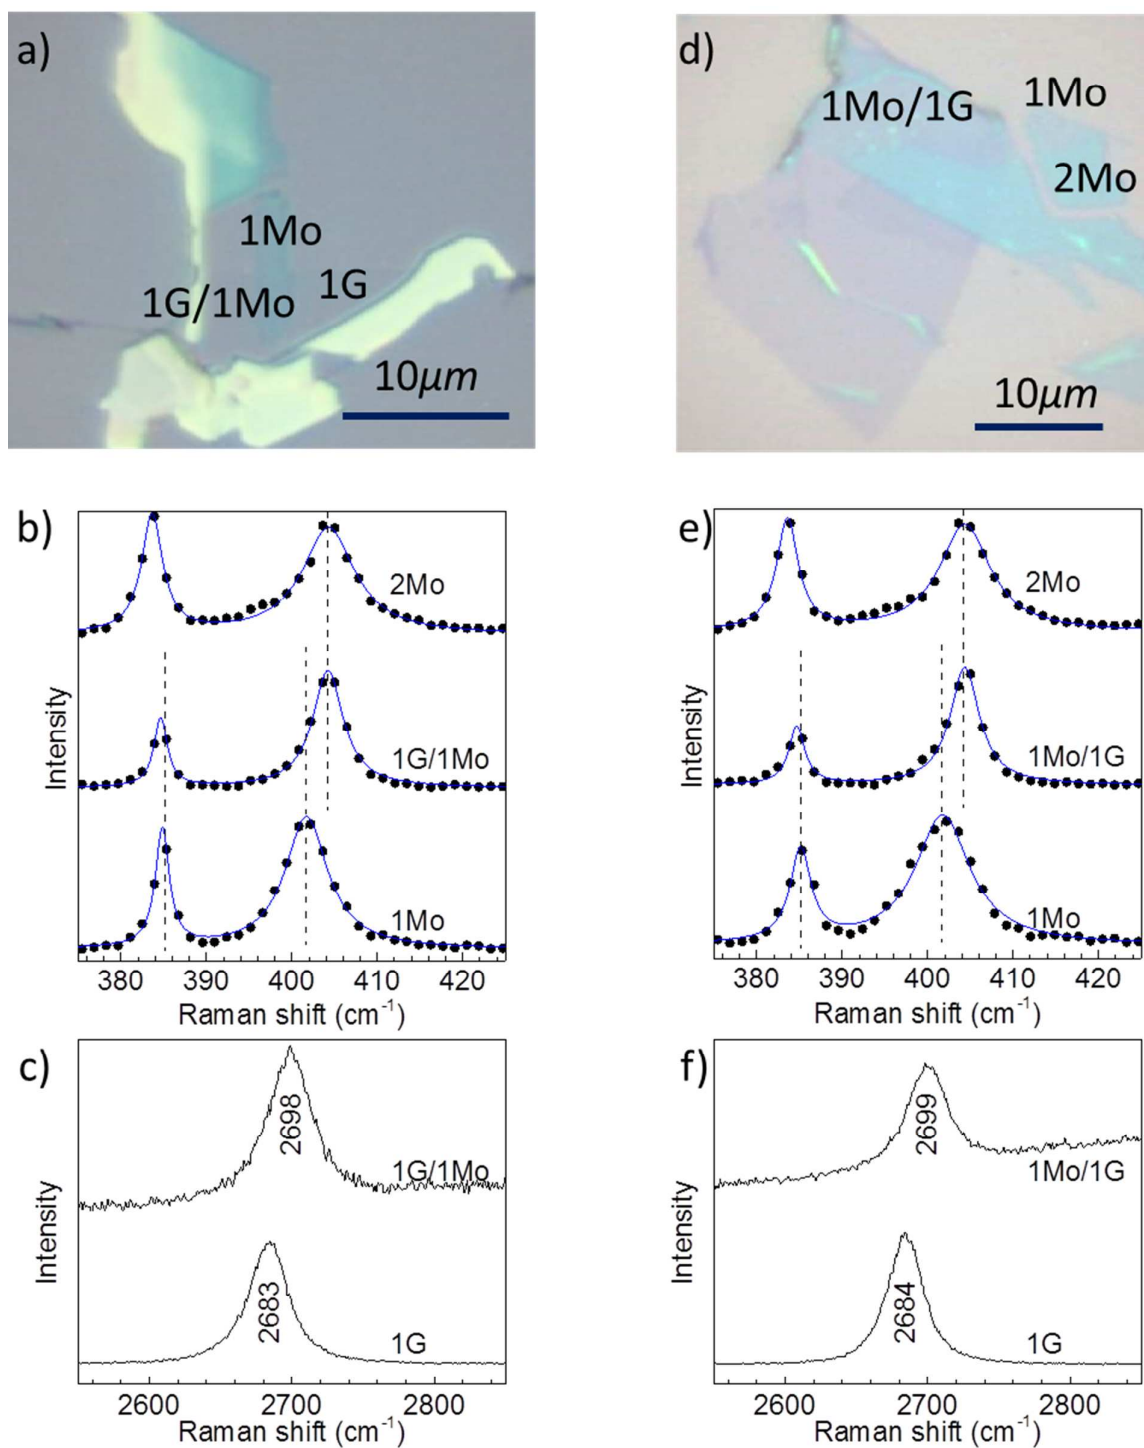 a)
1Mo
1G/1Mo
1G
10μm
d)
1Mo/1G
1Mo
2Mo
10μm
b)
Intensity
2Mo
1G/1Mo
1Mo
380 390 400 410 420
Raman shift (cm⁻¹)
e)
Intensity
2Mo
1Mo/1G
1Mo
380 390 400 410 420
Raman shift (cm⁻¹)
c)
Intensity
2698
1G/1Mo
2683
1G
2600 2700 2800
Raman shift (cm⁻¹)
f)
Intensity
2699
1Mo/1G
2684
1G
2600 2700 2800
Raman shift (cm⁻¹)